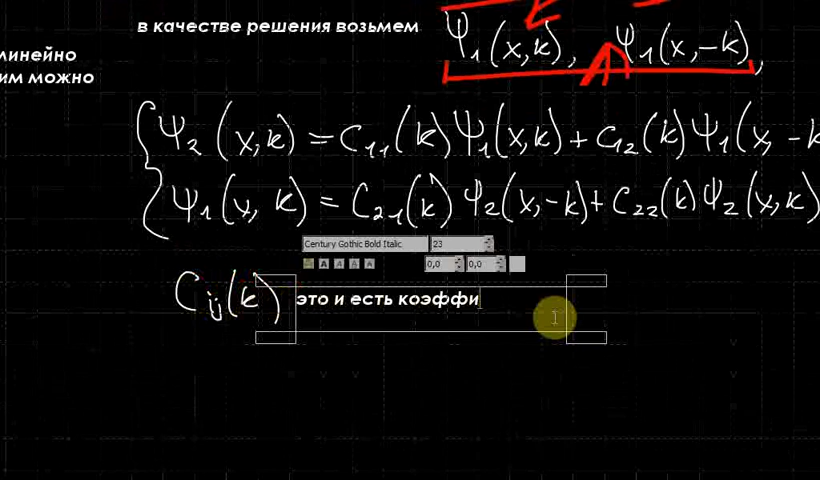 в качестве решения возьмем
Ψ₁(x,k), Ψ₁(x,-k),
линейно
им можно
Ψ₂(x,k) = C₁₁(k)Ψ₁(x,k) + C₁₂(k)Ψ₁(x,-k
Ψ₁(x,k) = C₂₁(k)Ψ₂(x,-k) + C₂₂(k)Ψ₂(x,k)
Century Gothic Bold Italic 23
A A A A A 0,0 0,0
Cij(k) это и есть коэффи